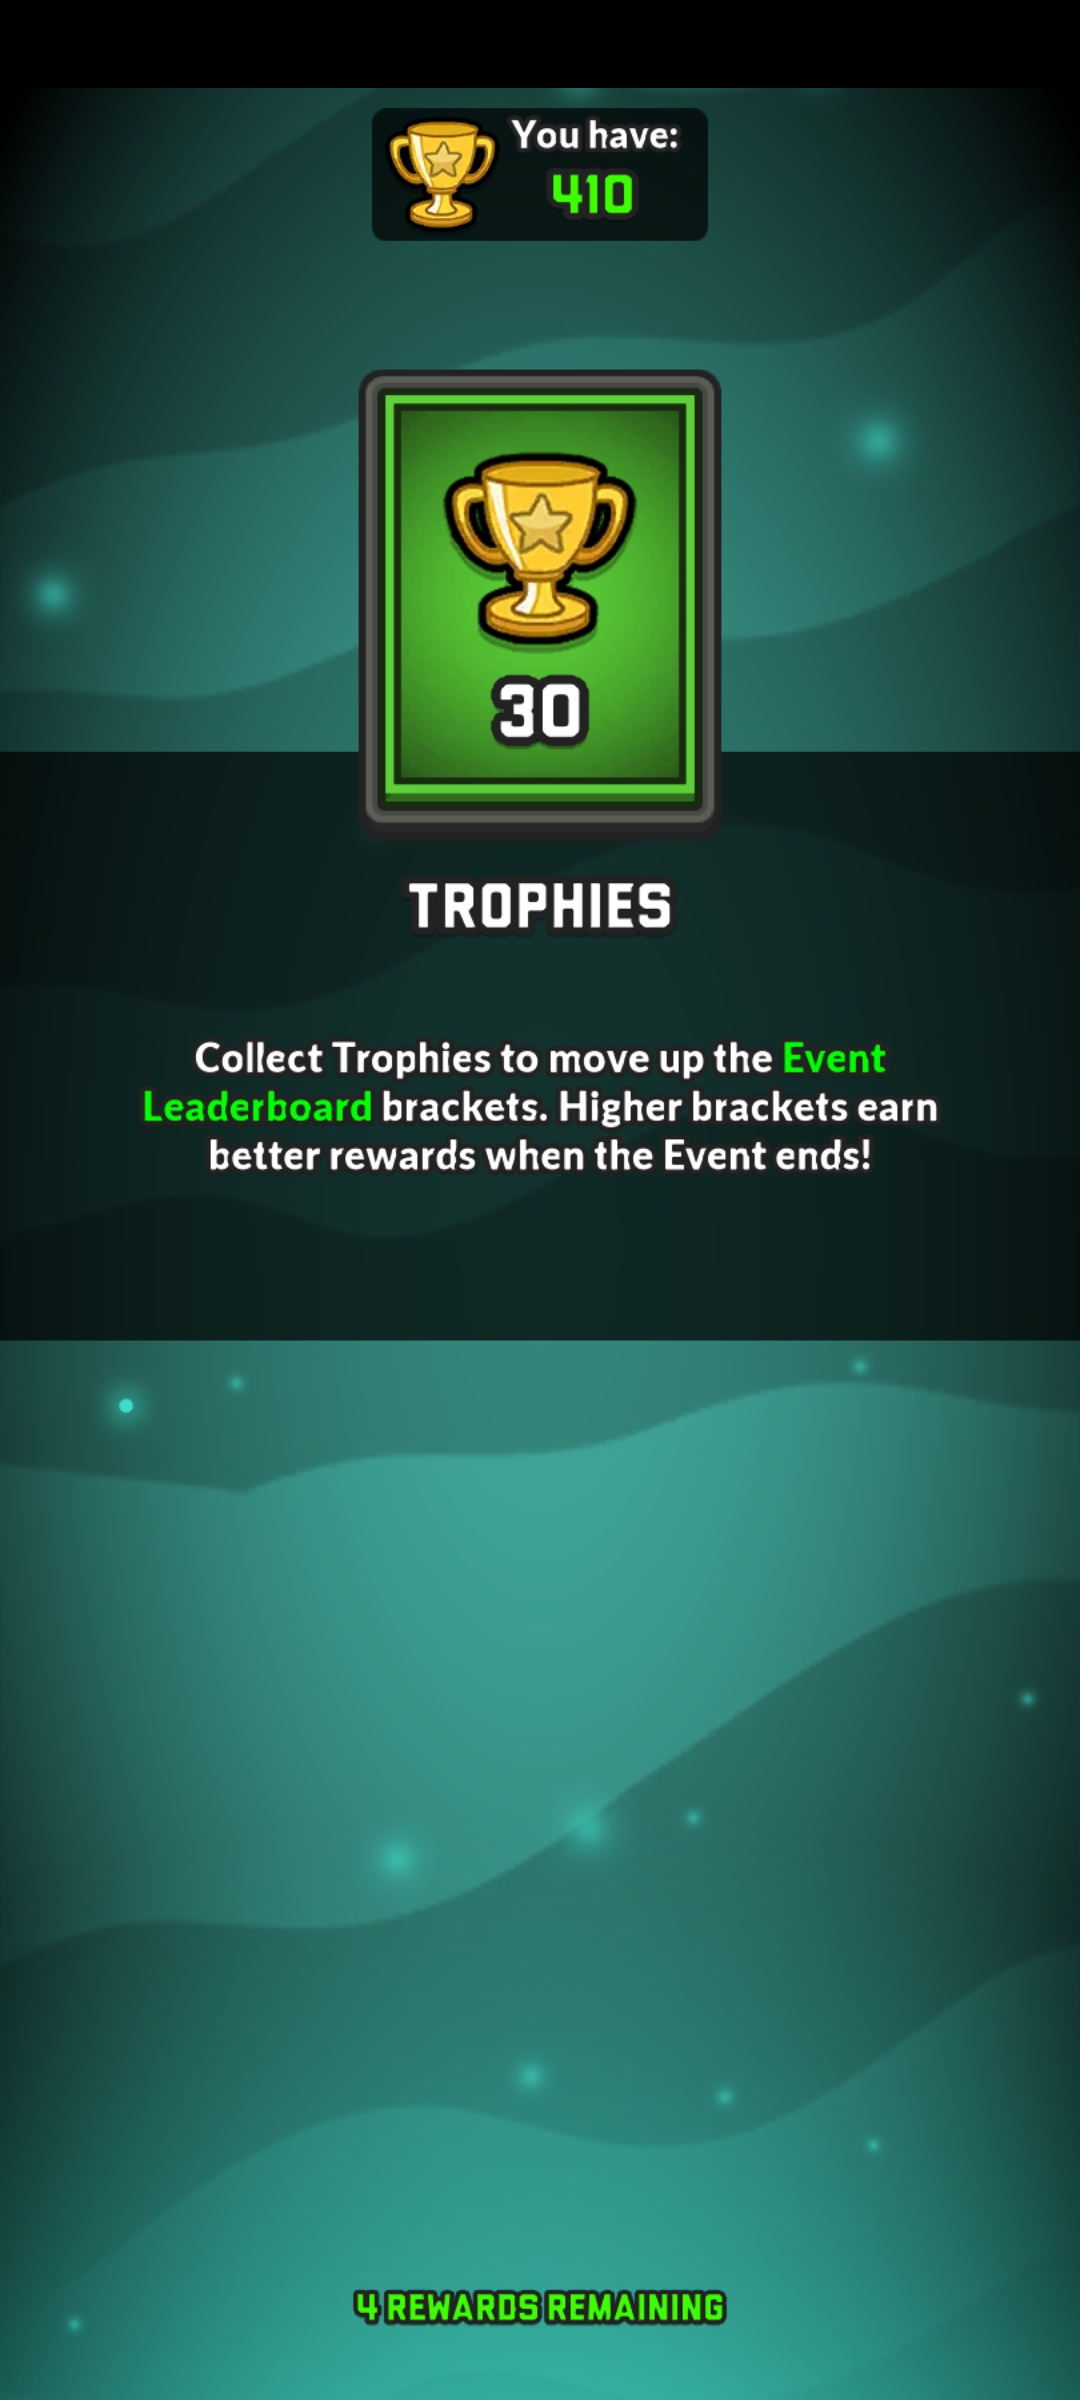 You have:
410
30
TROPHIES
Collect Trophies to move up the Event
Leaderboard brackets. Higher brackets earn
better rewards when the Event ends!
4 REWARDS REMAINING